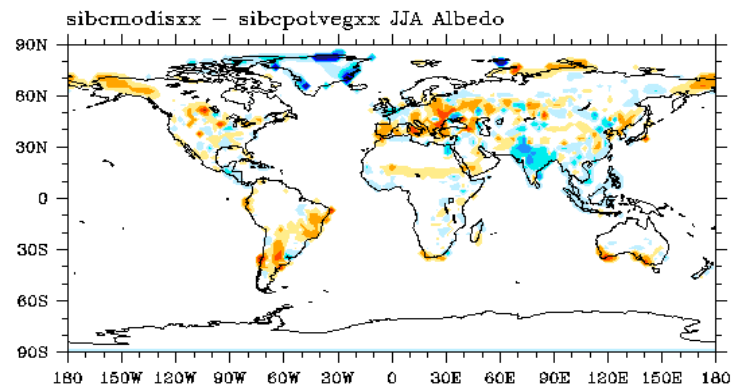 sibcmodisxx – sibcpotvegxx JJA Albedo
90N
60N
30N
0
30S
60S
90S
180 150W 120W 90W 60W 30W 0 30E 60E 90E 120E 150E 180